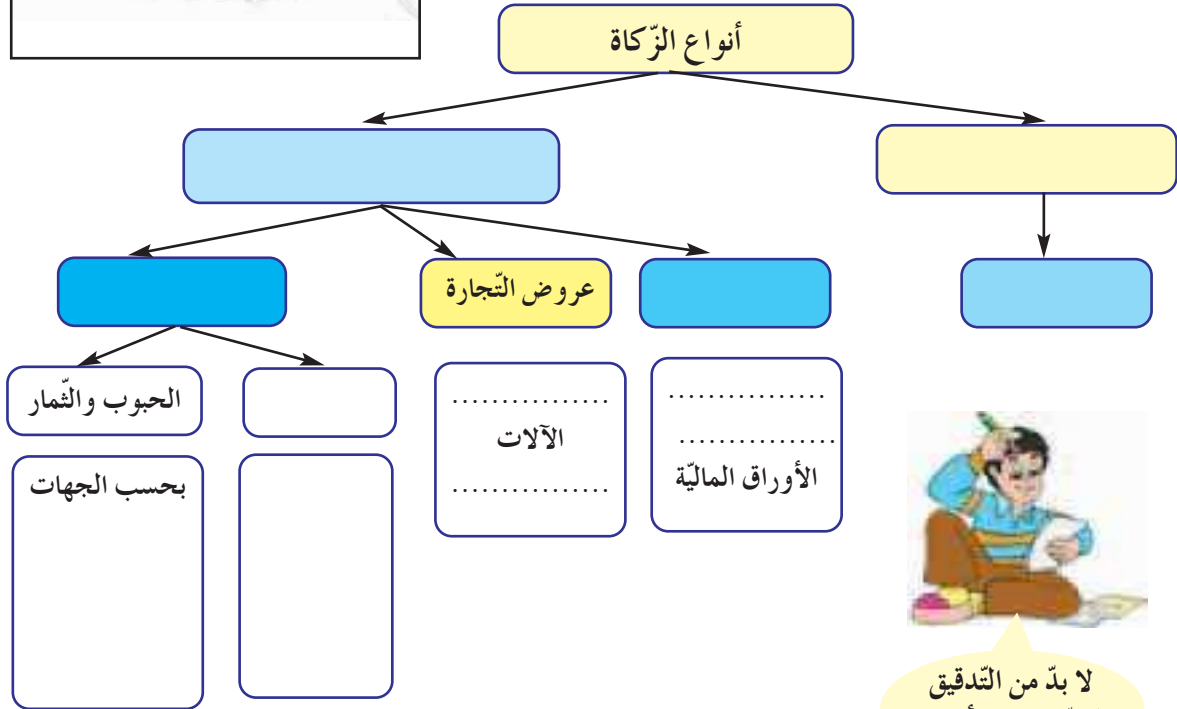 أنواع الزّكاة
عروض التّجارة
الحبوب والثّمار
................
................
الأوراق الماليّة
................
الآلات
................
بحسب الجهات
لا بدّ من التّدقيق